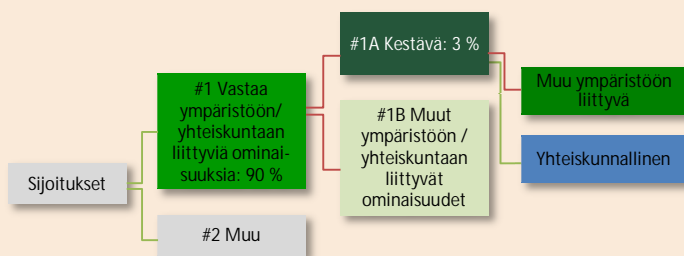 Sijoitukset
#1 Vastaa
ympäristöön/
yhteiskuntaan
liittyviä ominai-
suuksia: 90 %
#2 Muu
#1A Kestävä: 3 %
#1B Muut
ympäristöön /
yhteiskuntaan
liittyvät
ominaisuudet
Muu ympäristöön
liittyvä
Yhteiskunnallinen